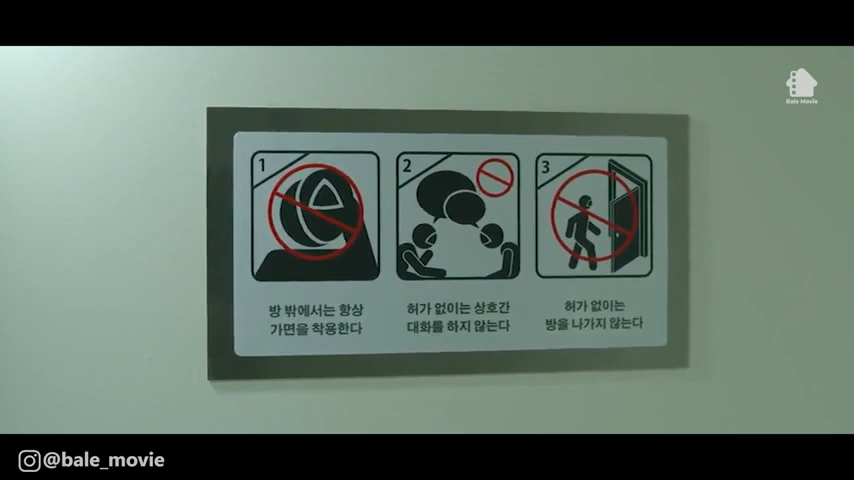 Bale Movie
1
2
3
방 밖에서는 항상
가면을 착용한다
허가 없이는 상호간
대화를 하지 않는다
허가 없이는
방을 나가지 않는다
@bale_movie